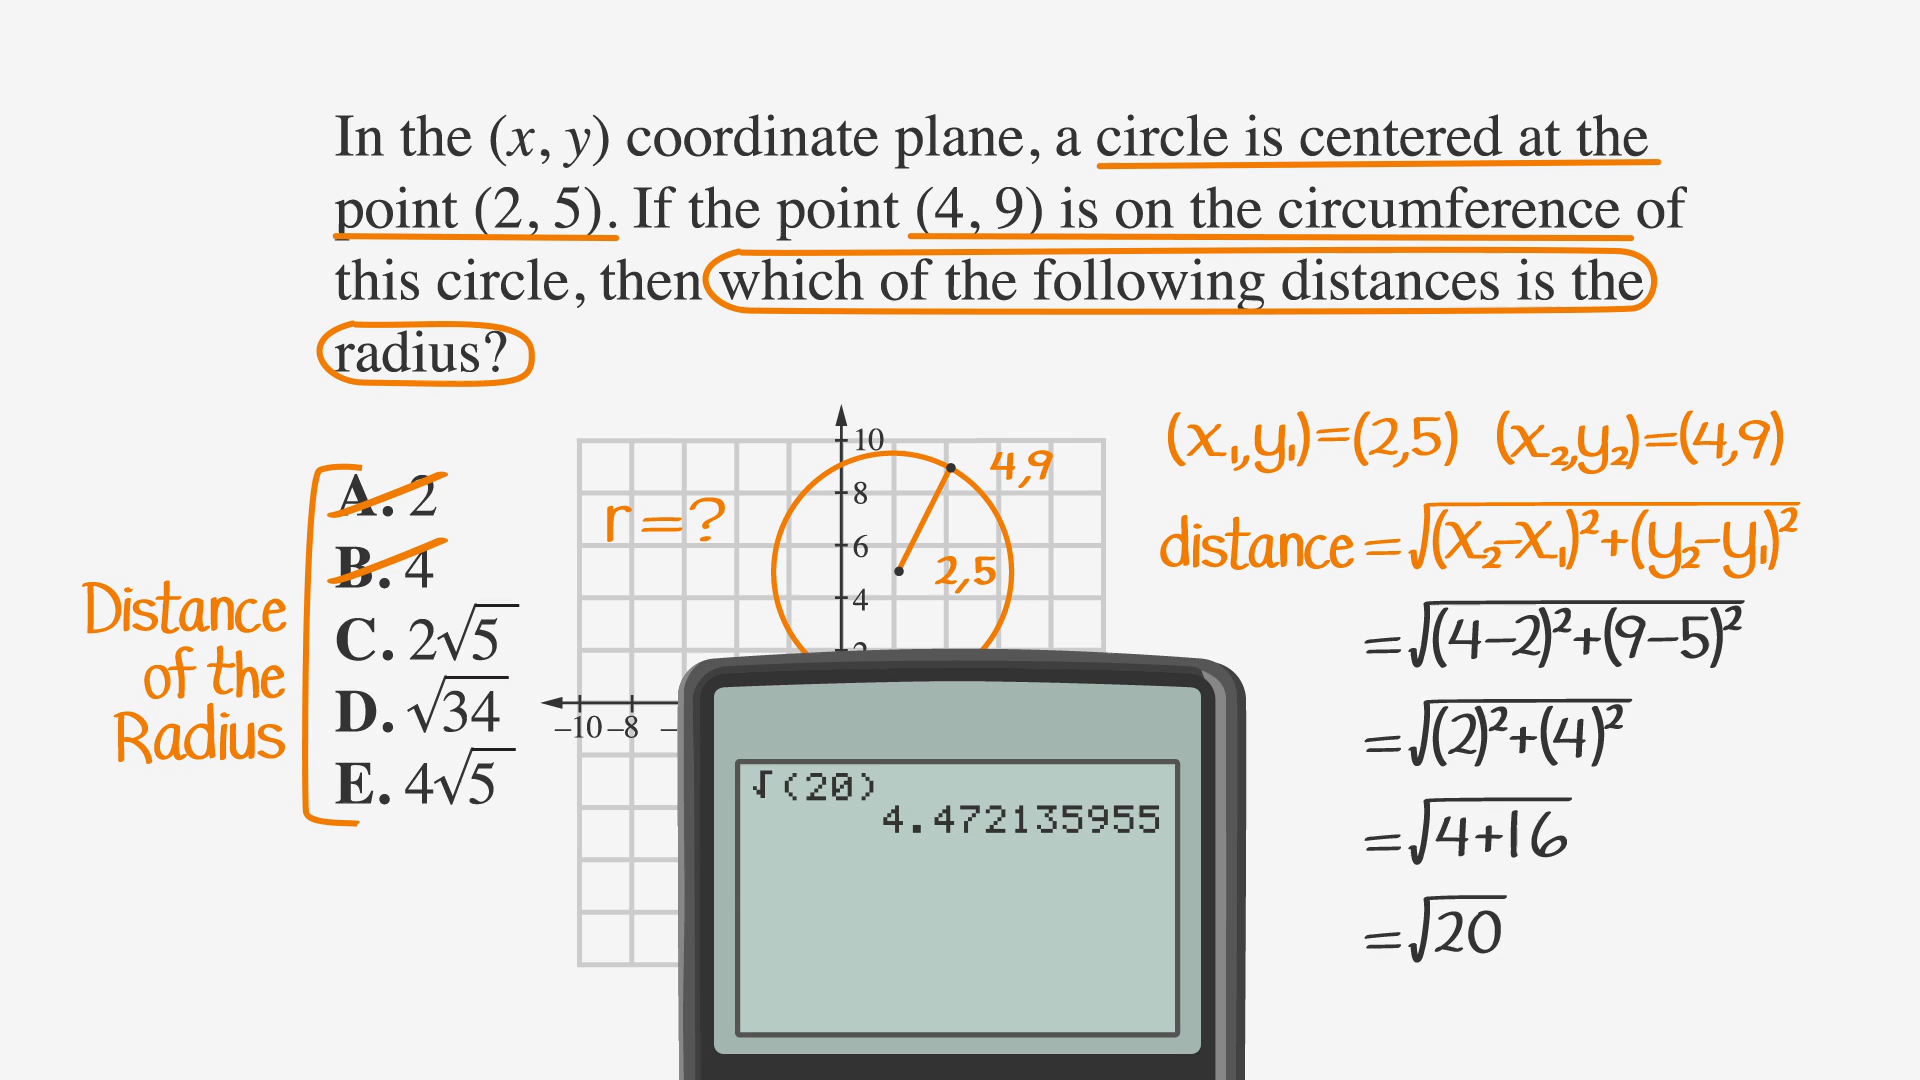 In the (x, y) coordinate plane, a circle is centered at the
point (2, 5). If the point (4, 9) is on the circumference of
this circle, then which of the following distances is the
radius?
Distance
of the
Radius
A. 2
B. 4
C. 2√5
D. √34
E. 4√5
r=?
10
8
6
4
2
4,9
2,5
–10 –8 –
√(20)
4.472135955
(x₁,y₁)=(2,5) (x₂,y₂)=(4,9)
distance =√(x₂–x₁)²+(y₂–y₁)²
=√(4–2)²+(9–5)²
=√(2)²+(4)²
=√4+16
=√20